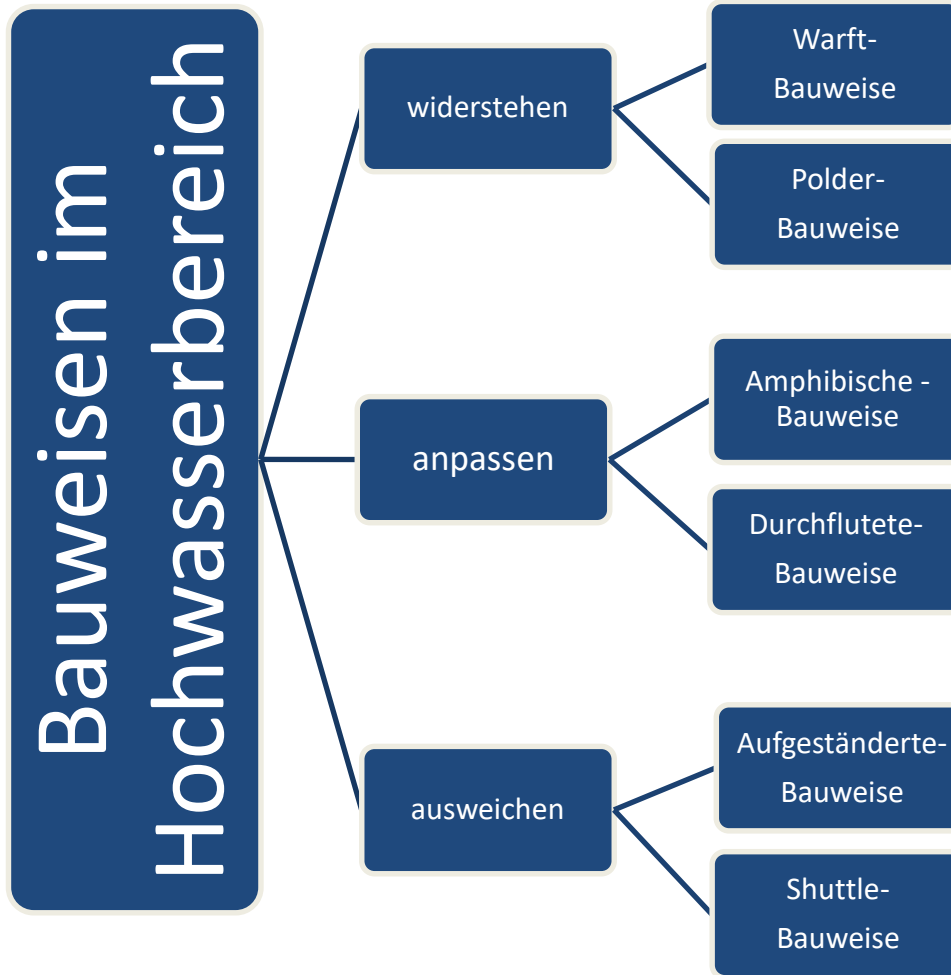 Bauweisen im
Hochwasserbereich
widerstehen
Warft-
Bauweise
Polder-
Bauweise
anpassen
Amphibische -
Bauweise
Durchflutete-
Bauweise
ausweichen
Aufgeständerte-
Bauweise
Shuttle-
Bauweise